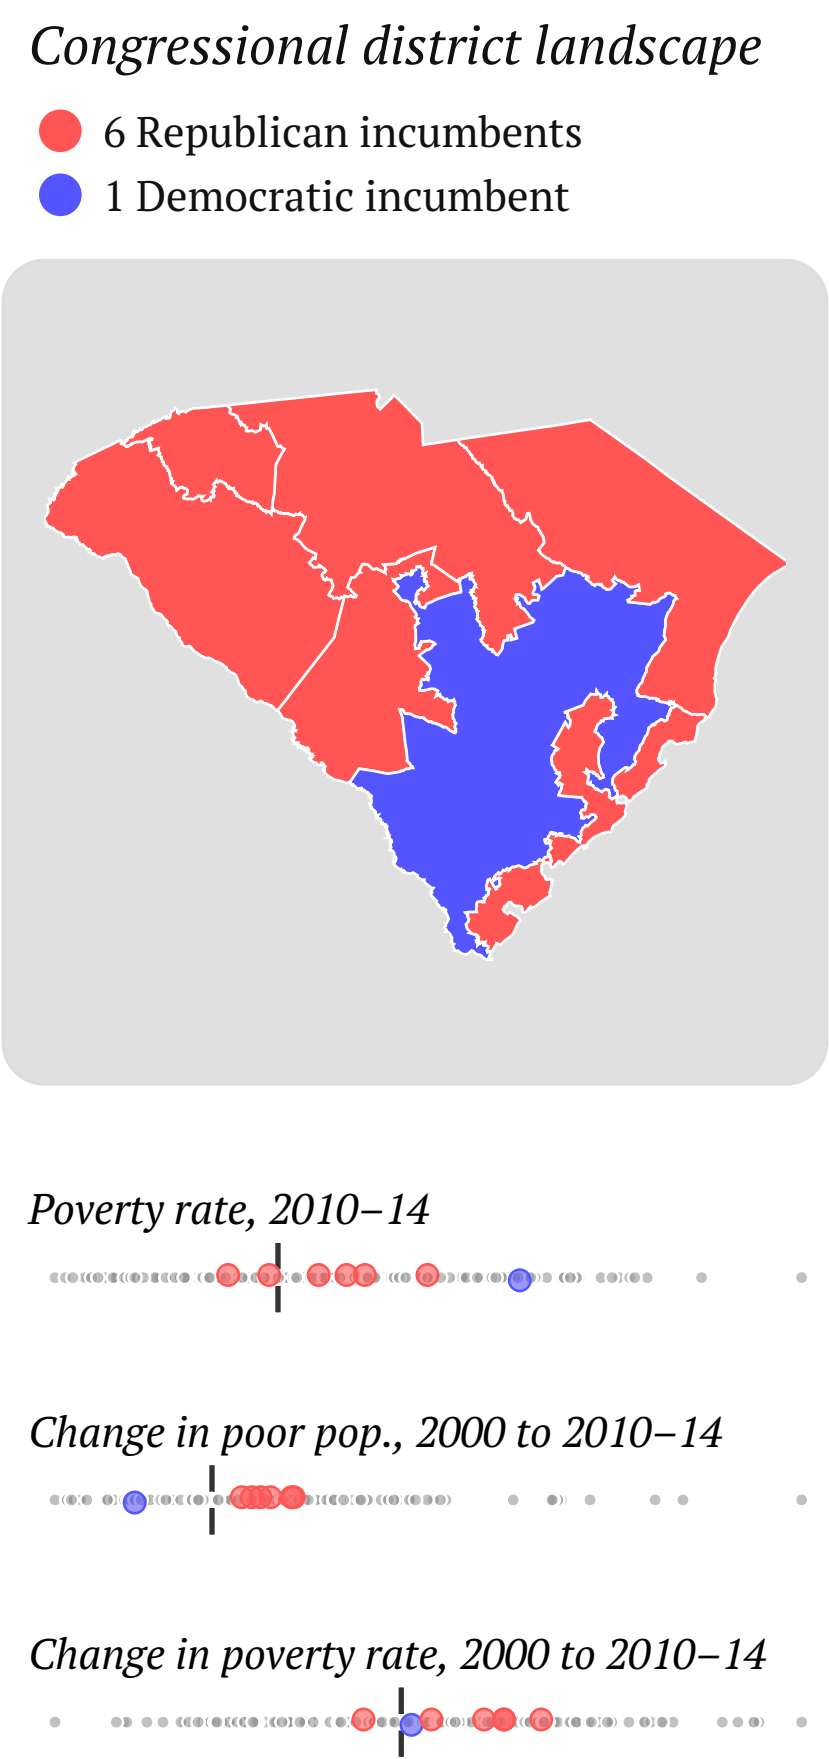 Congressional district landscape
6 Republican incumbents
1 Democratic incumbent
Poverty rate, 2010–14
Change in poor pop., 2000 to 2010–14
Change in poverty rate, 2000 to 2010–14